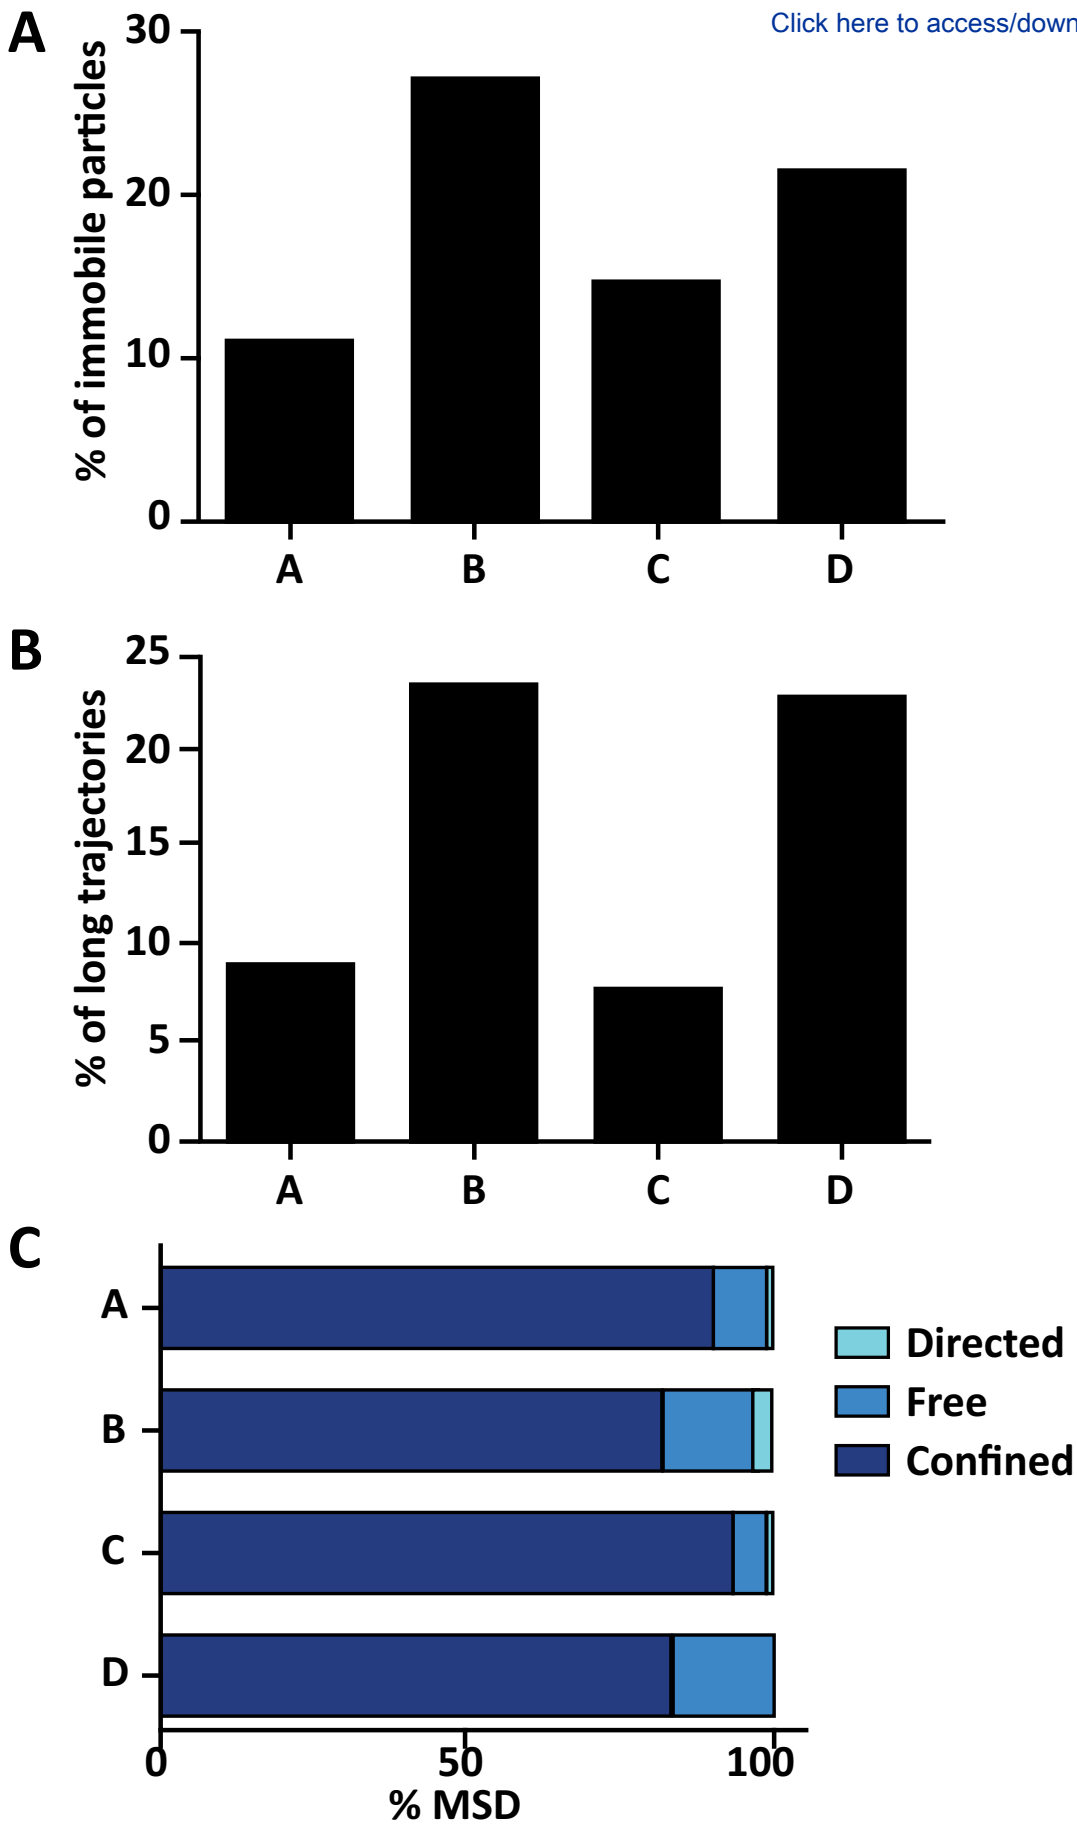 Click here to access/down
A
% of immobile particles
30
20
10
0
A B C D
B
% of long trajectories
25
20
15
10
5
0
A B C D
C
A
B
C
D
Directed
Free
Confined
0 50 100
% MSD